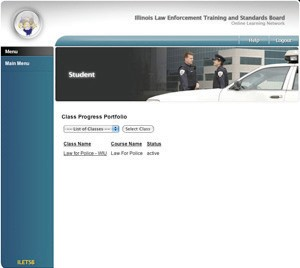 Illinois Law Enforcement Training and Standards Board
Online Learning Network
Help Logout
Menu
Main Menu
Student
Class Progress Portfolio
--- List of Classes --- Select Class
Class Name Course Name Status
Law for Police - WIU Law For Police active
ILETSB